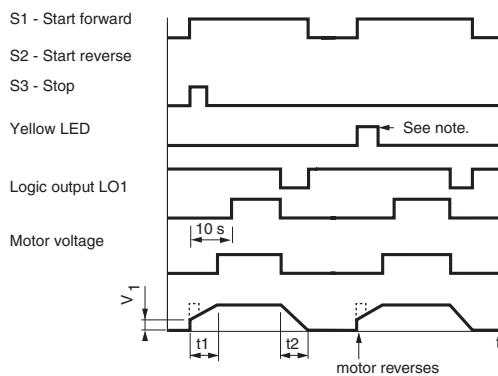 S1 - Start forward
S2 - Start reverse
S3 - Stop
Yellow LED
See note.
Logic output LO1
10 s
Motor voltage
V1
t1
t2
t
motor reverses